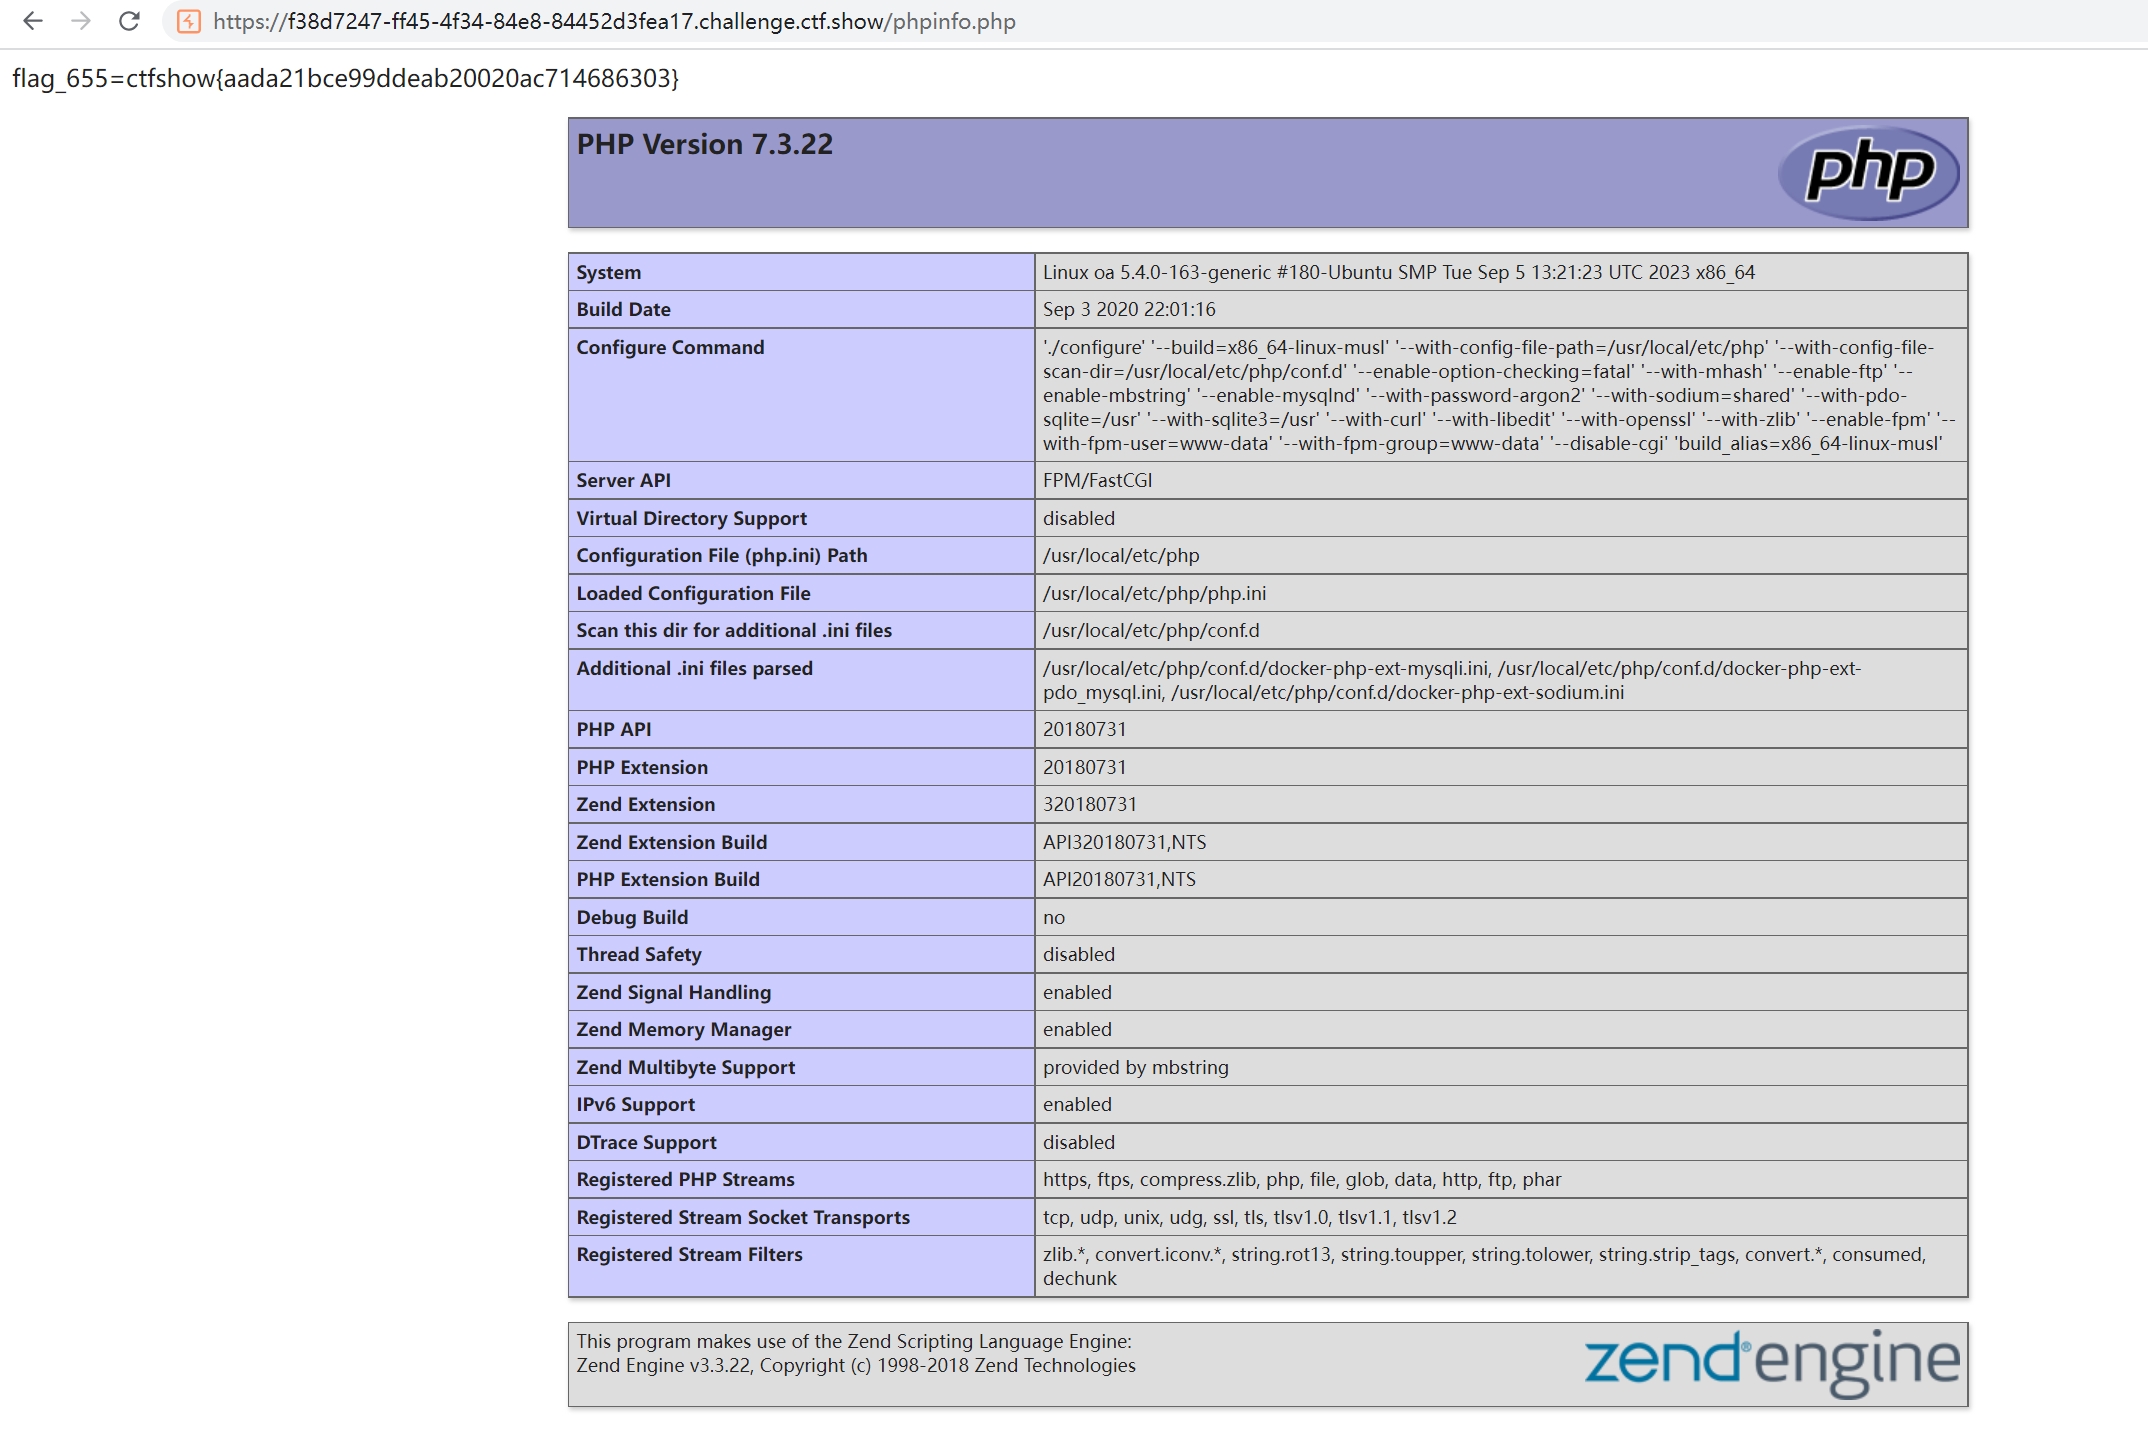 https://f38d7247-ff45-4f34-84e8-84452d3fea17.challenge.ctf.show/phpinfo.php
flag_655=ctfshow{aada21bce99ddeab20020ac714686303}
PHP Version 7.3.22
php
System Linux oa 5.4.0-163-generic #180-Ubuntu SMP Tue Sep 5 13:21:23 UTC 2023 x86_64
Build Date Sep 3 2020 22:01:16
Configure Command './configure' '--build=x86_64-linux-musl' '--with-config-file-path=/usr/local/etc/php' '--with-config-file-
scan-dir=/usr/local/etc/php/conf.d' '--enable-option-checking=fatal' '--with-mhash' '--enable-ftp' '--
enable-mbstring' '--enable-mysqlnd' '--with-password-argon2' '--with-sodium=shared' '--with-pdo-
sqlite=/usr' '--with-sqlite3=/usr' '--with-curl' '--with-libedit' '--with-openssl' '--with-zlib' '--enable-fpm' '--
with-fpm-user=www-data' '--with-fpm-group=www-data' '--disable-cgi' 'build_alias=x86_64-linux-musl'
Server API FPM/FastCGI
Virtual Directory Support disabled
Configuration File (php.ini) Path /usr/local/etc/php
Loaded Configuration File /usr/local/etc/php/php.ini
Scan this dir for additional .ini files /usr/local/etc/php/conf.d
Additional .ini files parsed /usr/local/etc/php/conf.d/docker-php-ext-mysqli.ini, /usr/local/etc/php/conf.d/docker-php-ext-
pdo_mysql.ini, /usr/local/etc/php/conf.d/docker-php-ext-sodium.ini
PHP API 20180731
PHP Extension 20180731
Zend Extension 320180731
Zend Extension Build API320180731,NTS
PHP Extension Build API20180731,NTS
Debug Build no
Thread Safety disabled
Zend Signal Handling enabled
Zend Memory Manager enabled
Zend Multibyte Support provided by mbstring
IPv6 Support enabled
DTrace Support disabled
Registered PHP Streams https, ftps, compress.zlib, php, file, glob, data, http, ftp, phar
Registered Stream Socket Transports tcp, udp, unix, udg, ssl, tls, tlsv1.0, tlsv1.1, tlsv1.2
Registered Stream Filters zlib.*, convert.iconv.*, string.rot13, string.toupper, string.tolower, string.strip_tags, convert.*, consumed,
dechunk
This program makes use of the Zend Scripting Language Engine:
Zend Engine v3.3.22, Copyright (c) 1998-2018 Zend Technologies
zend®engine